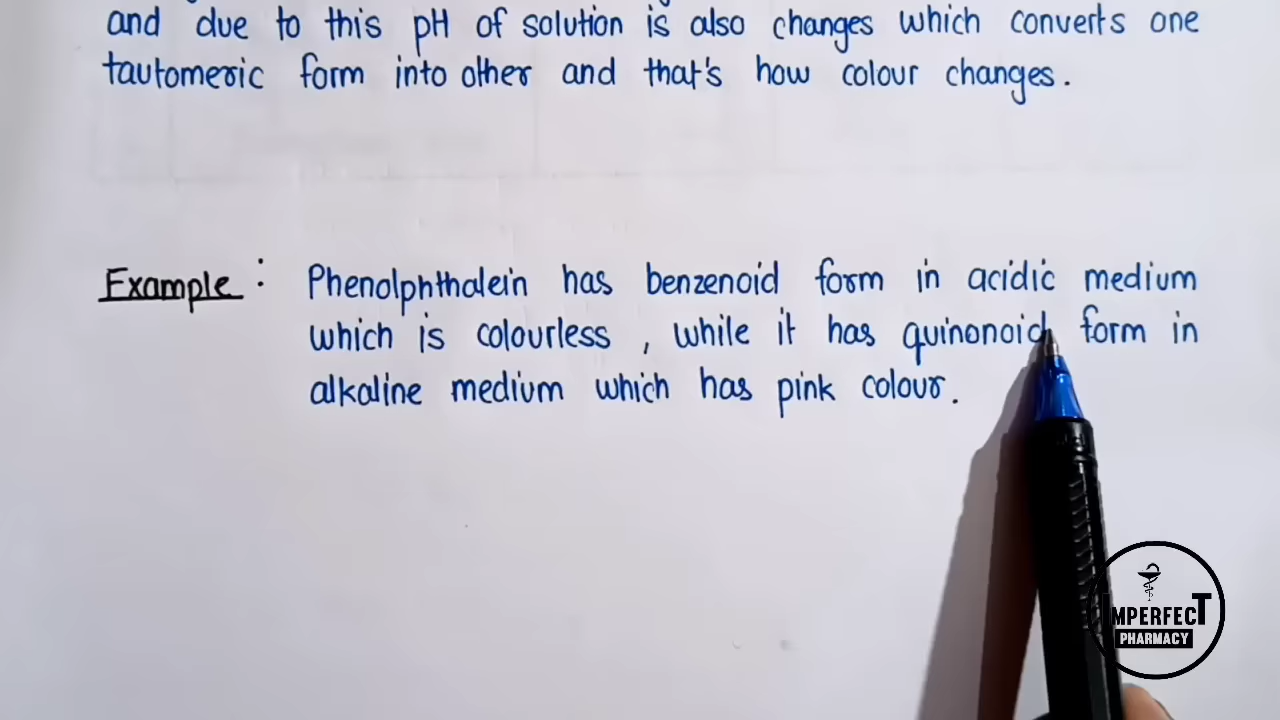 and due to this pH of solution is also changes which converts one
tautomeric form into other and that's how colour changes.
Example : Phenolphthalein has benzenoid form in acidic medium
which is colourless, while it has quinonoid form in
alkaline medium which has pink colour.
IMPERFECT
PHARMACY